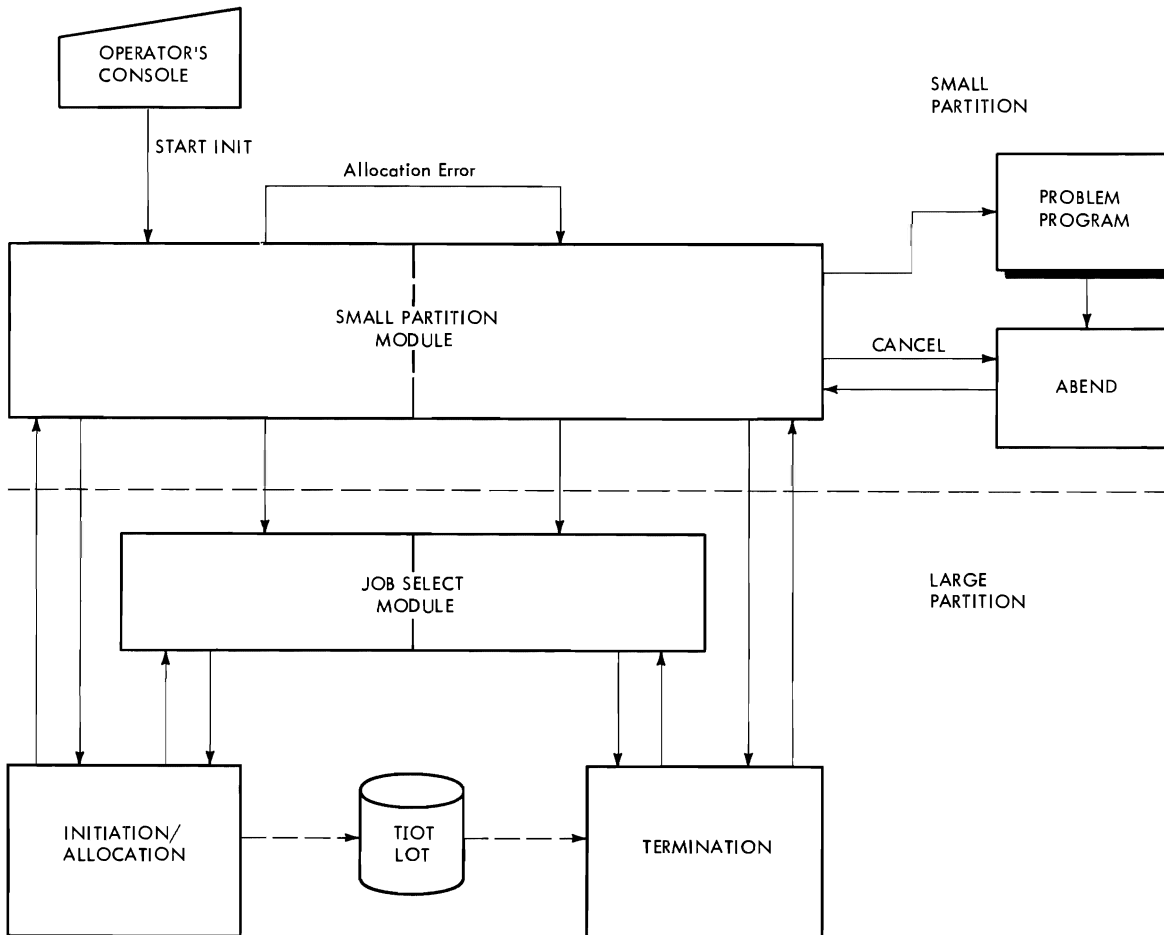 OPERATOR'S
CONSOLE
START INIT
Allocation Error
SMALL
PARTITION
PROBLEM
PROGRAM
SMALL PARTITION
MODULE
CANCEL
ABEND
JOB SELECT
MODULE
LARGE
PARTITION
INITIATION/
ALLOCATION
TIOT
LOT
TERMINATION